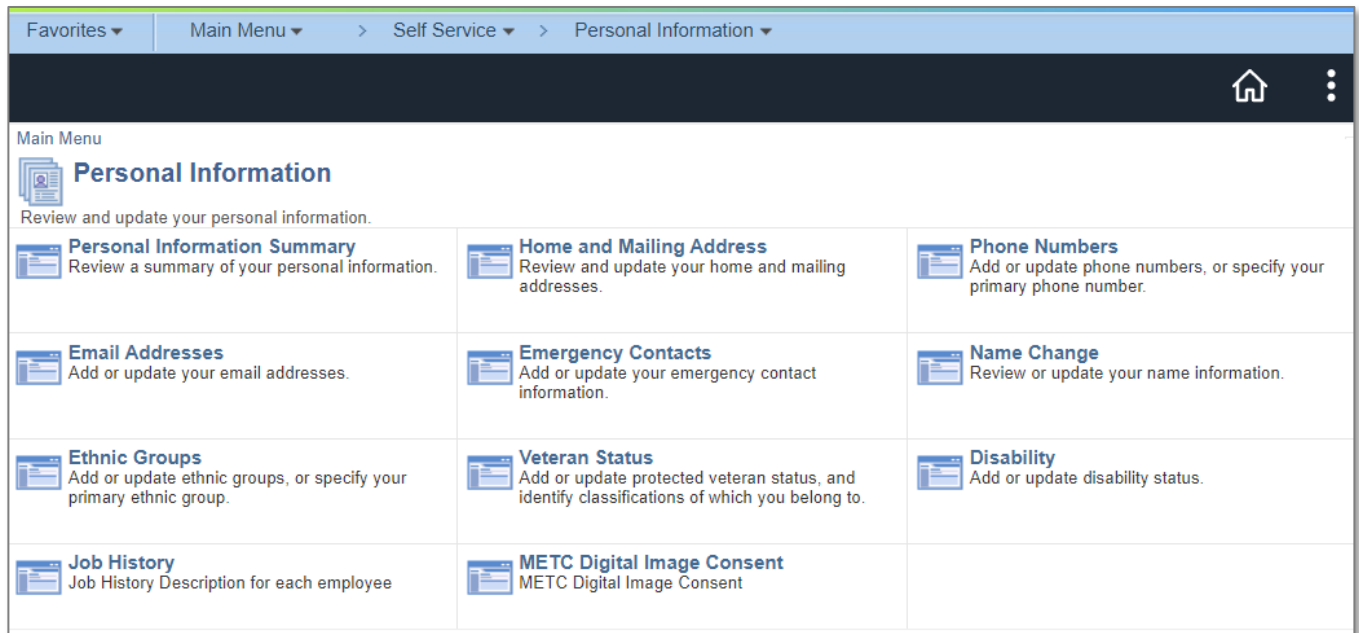 Favorites Main Menu > Self Service > Personal Information
Main Menu
Personal Information
Review and update your personal information.
Personal Information Summary
Review a summary of your personal information.
Home and Mailing Address
Review and update your home and mailing
addresses.
Phone Numbers
Add or update phone numbers, or specify your
primary phone number.
Email Addresses
Add or update your email addresses.
Emergency Contacts
Add or update your emergency contact
information.
Name Change
Review or update your name information.
Ethnic Groups
Add or update ethnic groups, or specify your
primary ethnic group.
Veteran Status
Add or update protected veteran status, and
identify classifications of which you belong to.
Disability
Add or update disability status.
Job History
Job History Description for each employee
METC Digital Image Consent
METC Digital Image Consent